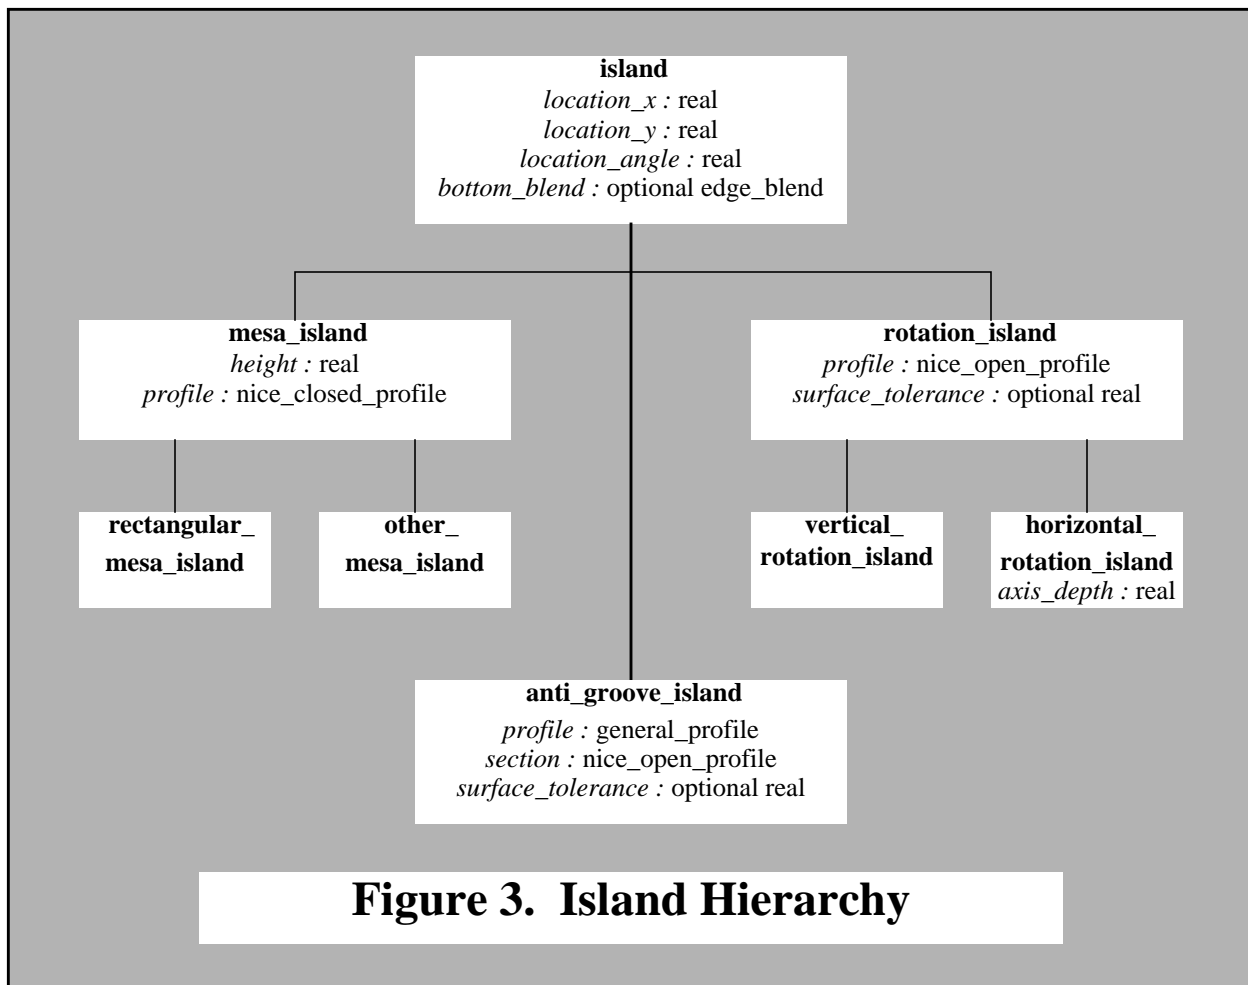 island
location_x : real
location_y : real
location_angle : real
bottom_blend : optional edge_blend
mesa_island
height : real
profile : nice_closed_profile
rotation_island
profile : nice_open_profile
surface_tolerance : optional real
rectangular_
mesa_island
other_
mesa_island
vertical_
rotation_island
horizontal_
rotation_island
axis_depth : real
anti_groove_island
profile : general_profile
section : nice_open_profile
surface_tolerance : optional real
Figure 3.  Island Hierarchy